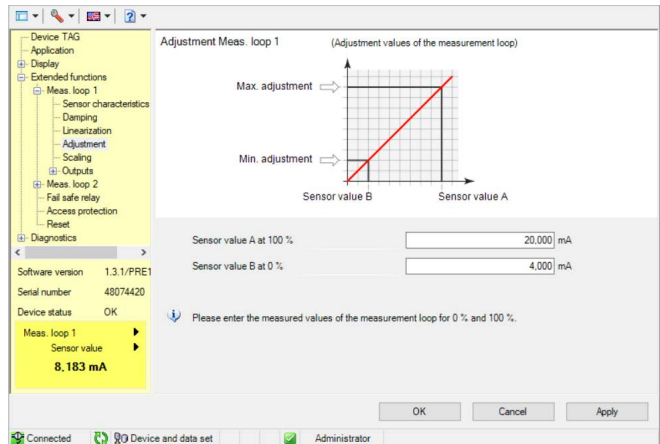 Device TAG
Application
Display
Extended functions
Meas. loop 1
Sensor characteristics
Damping
Linearization
Adjustment
Scaling
Outputs
Meas. loop 2
Fail safe relay
Access protection
Reset
Diagnostics
Software version 1.3.1/PRE1
Serial number 48074420
Device status OK
Meas. loop 1
Sensor value
8,183 mA
Adjustment Meas. loop 1 (Adjustment values of the measurement loop)
Max. adjustment
Min. adjustment
Sensor value B Sensor value A
Sensor value A at 100 % 20,000 mA
Sensor value B at 0 % 4,000 mA
Please enter the measured values of the measurement loop for 0 % and 100 %.
OK Cancel Apply
Connected Device and data set Administrator